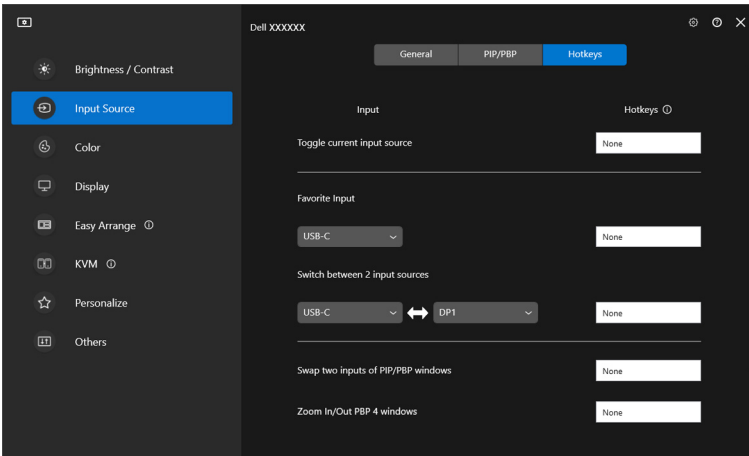 Dell XXXXXX
General PIP/PBP Hotkeys
Brightness / Contrast
Input Source
Color
Display
Easy Arrange
KVM
Personalize
Others
Input Hotkeys
Toggle current input source None
Favorite Input
USB-C None
Switch between 2 input sources
USB-C DP1 None
Swap two inputs of PIP/PBP windows None
Zoom In/Out PBP 4 windows None